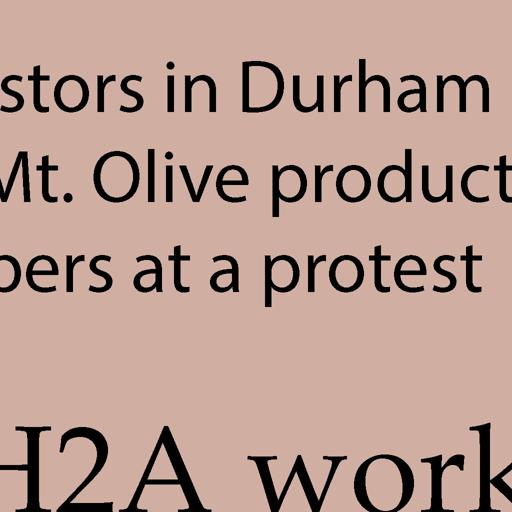 stors in Durham
Mt. Olive product
bers at a protest
H2A work